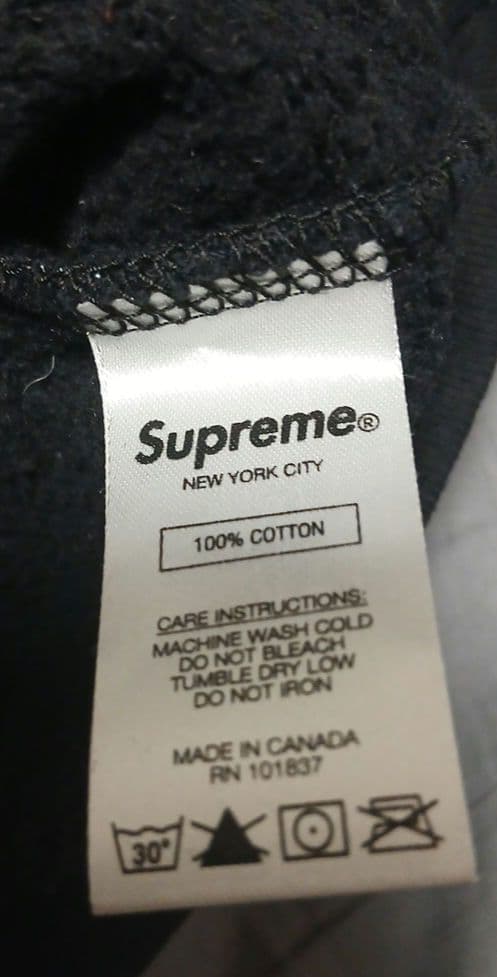 Supreme®
NEW YORK CITY
100% COTTON
CARE INSTRUCTIONS:
MACHINE WASH COLD
DO NOT BLEACH
TUMBLE DRY LOW
DO NOT IRON
MADE IN CANADA
RN 101837
30°